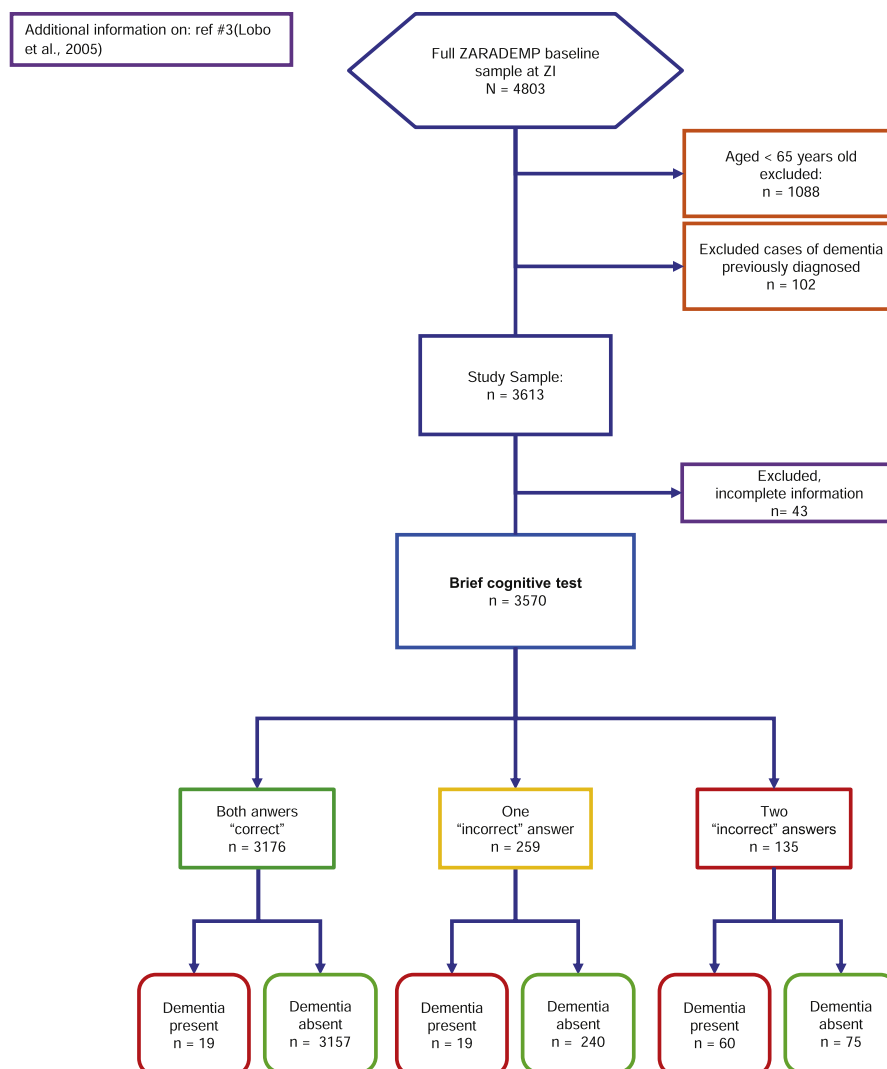 Additional information on: ref #3(Lobo
et al., 2005)
Full ZARADEMP baseline
sample at ZI
N = 4803
Aged < 65 years old
excluded:
n = 1088
Excluded cases of dementia
previously diagnosed
n = 102
Study Sample:
n = 3613
Excluded,
incomplete information
n= 43
Brief cognitive test
n = 3570
Both anwers
“correct”
n = 3176
One
“incorrect” answer
n = 259
Two
“incorrect” answers
n = 135
Dementia
present
n = 19
Dementia
absent
n = 3157
Dementia
present
n = 19
Dementia
absent
n = 240
Dementia
present
n = 60
Dementia
absent
n = 75